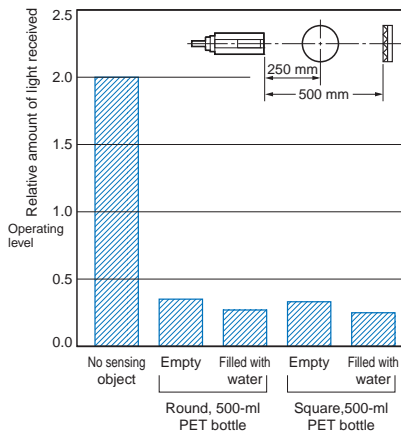 Relative amount of light received
2.5
2.0
1.5
1.0
Operating
level
0.5
0.0
250 mm
500 mm
No sensing
object
Empty
Filled with
water
Empty
Filled with
water
Round, 500-ml
PET bottle
Square,500-ml
PET bottle